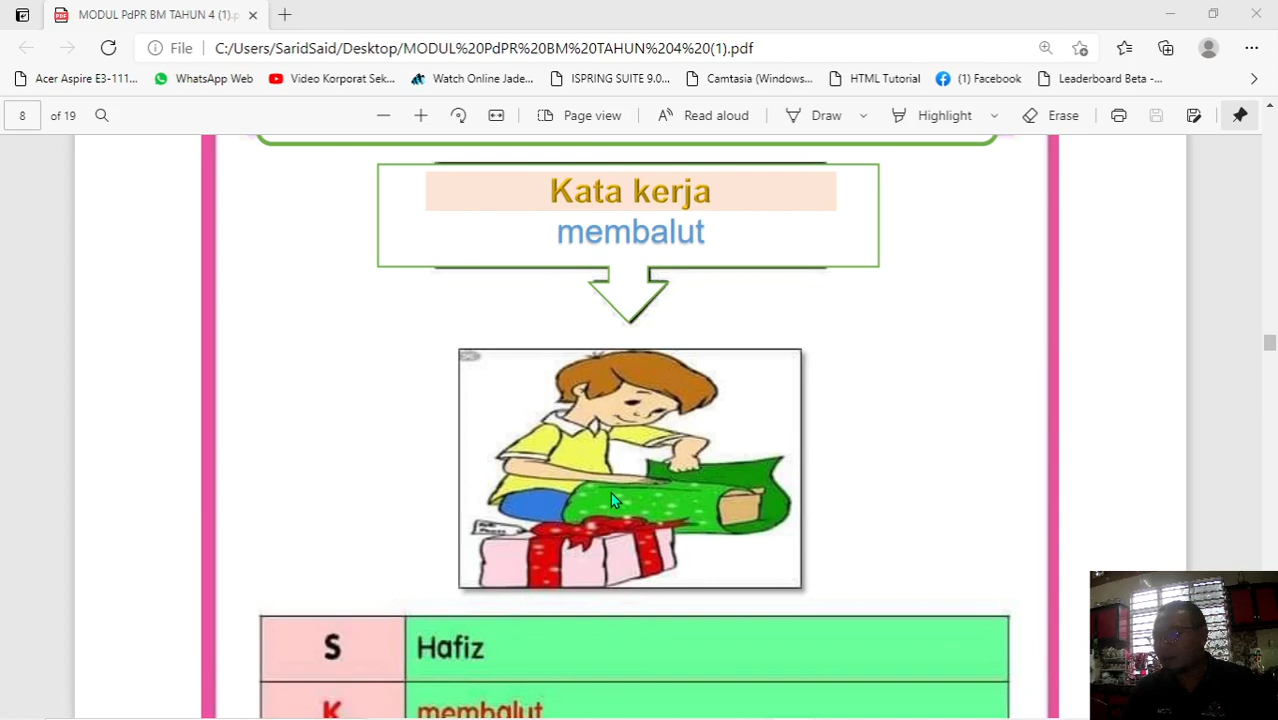 MODUL PdPR BM TAHUN 4 (1).p
File C:/Users/SaridSaid/Desktop/MODUL%20PdPR%20BM%20TAHUN%204%20(1).pdf
Acer Aspire E3-111... WhatsApp Web Video Korporat Sek... Watch Online Jade... ISPRING SUITE 9.0... Camtasia (Windows... HTML Tutorial (1) Facebook Leaderboard Beta -...
8 of 19 Page view Read aloud Draw Highlight Erase
Kata kerja
membalut
S Hafiz
K membalut